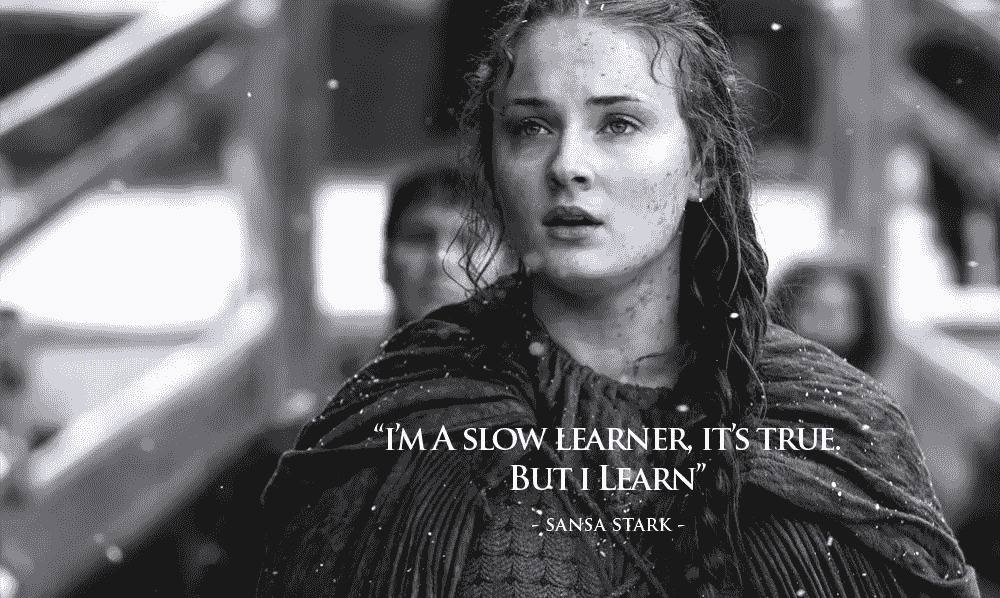 “I’M A SLOW LEARNER, IT’S TRUE.
BUT I LEARN”
- SANSA STARK -